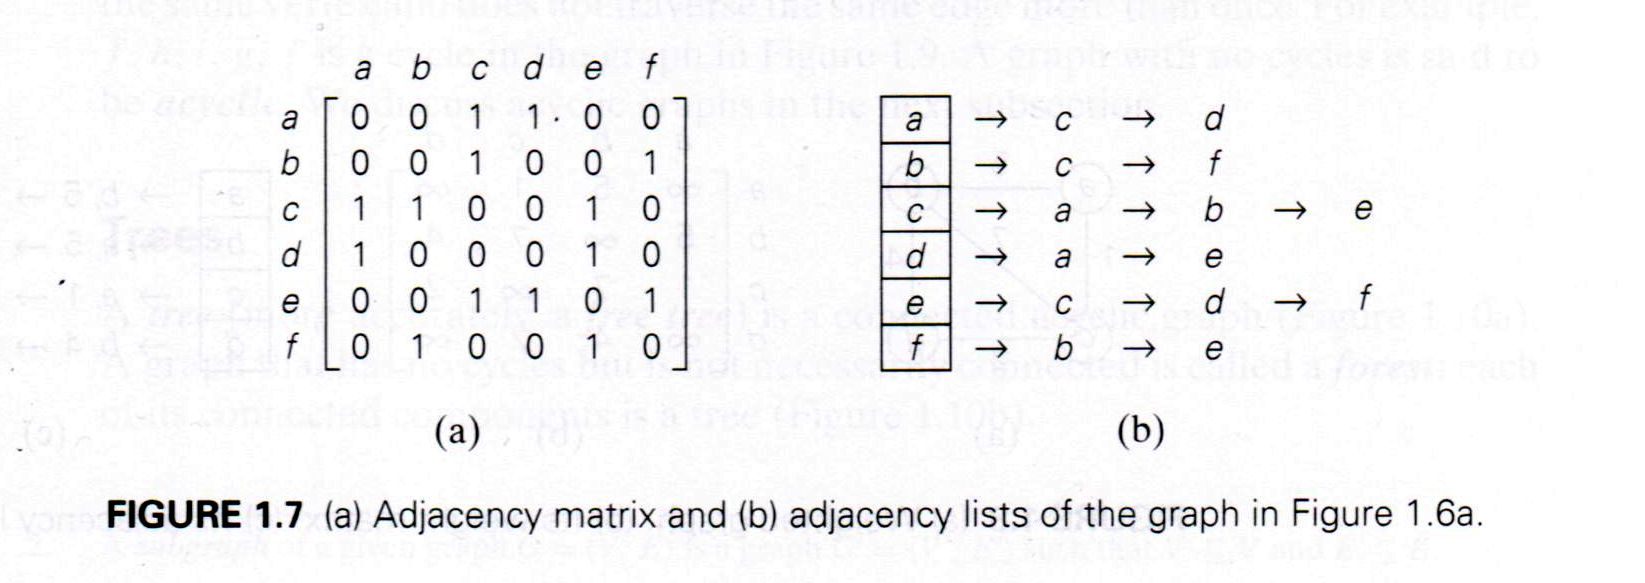 a b c d e f
a 0 0 1 1 0 0
b 0 0 1 0 0 1
c 1 1 0 0 1 0
d 1 0 0 0 1 0
e 0 0 1 1 0 1
f 0 1 0 0 1 0
(a)
a → c → d
b → c → f
c → a → b → e
d → a → e
e → c → d → f
f → b → e
(b)
FIGURE 1.7 (a) Adjacency matrix and (b) adjacency lists of the graph in Figure 1.6a.